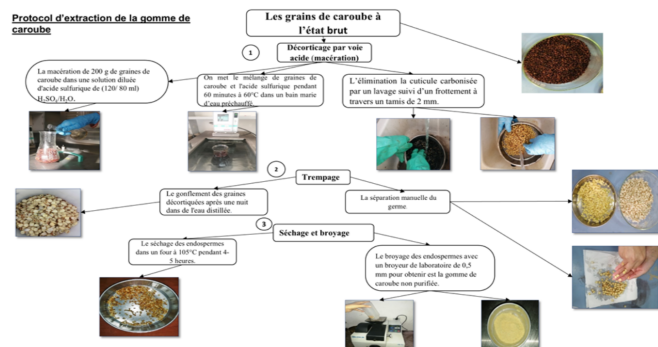 Protocol d'extraction de la gomme de
caroube
Les grains de caroube à
l'état brut
1
Décorticage par voie
acide (macération)
La macération de 200 g de graines de
caroube dans une solution diluée
d'acide sulfurique de (120/ 80 ml)
H₂SO₄/H₂O.
On met le mélange de graines de
caroube et l'acide sulfurique pendant
60 minutes à 60°C dans un bain marie
d'eau préchauffé.
L'élimination la cuticule carbonisée
par un lavage suivi d'un frottement à
travers un tamis de 2 mm.
2
Trempage
Le gonflement des graines
décortiquées après une nuit
dans de l'eau distillée.
La séparation manuelle du
germe
3
Séchage et broyage
Le séchage des endospermes
dans un four à 105°C pendant 4-
5 heures.
Le broyage des endospermes avec
un broyeur de laboratoire de 0,5
mm pour obtenir est la gomme de
caroube non purifiée.